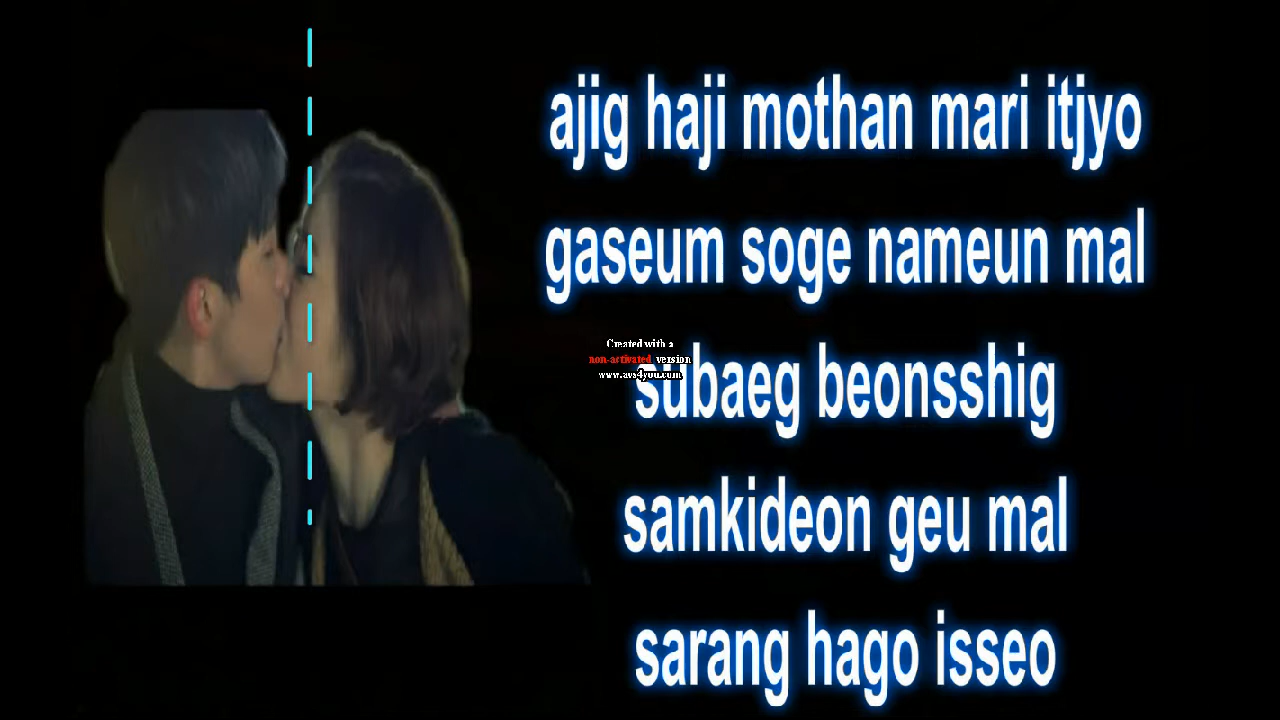 ajig haji mothan mari itjyo
gaseum soge nameun mal
Created with a
non-activated version
www.avs4you.com
subaeg beonsshig
samkideon geu mal
sarang hago isseo